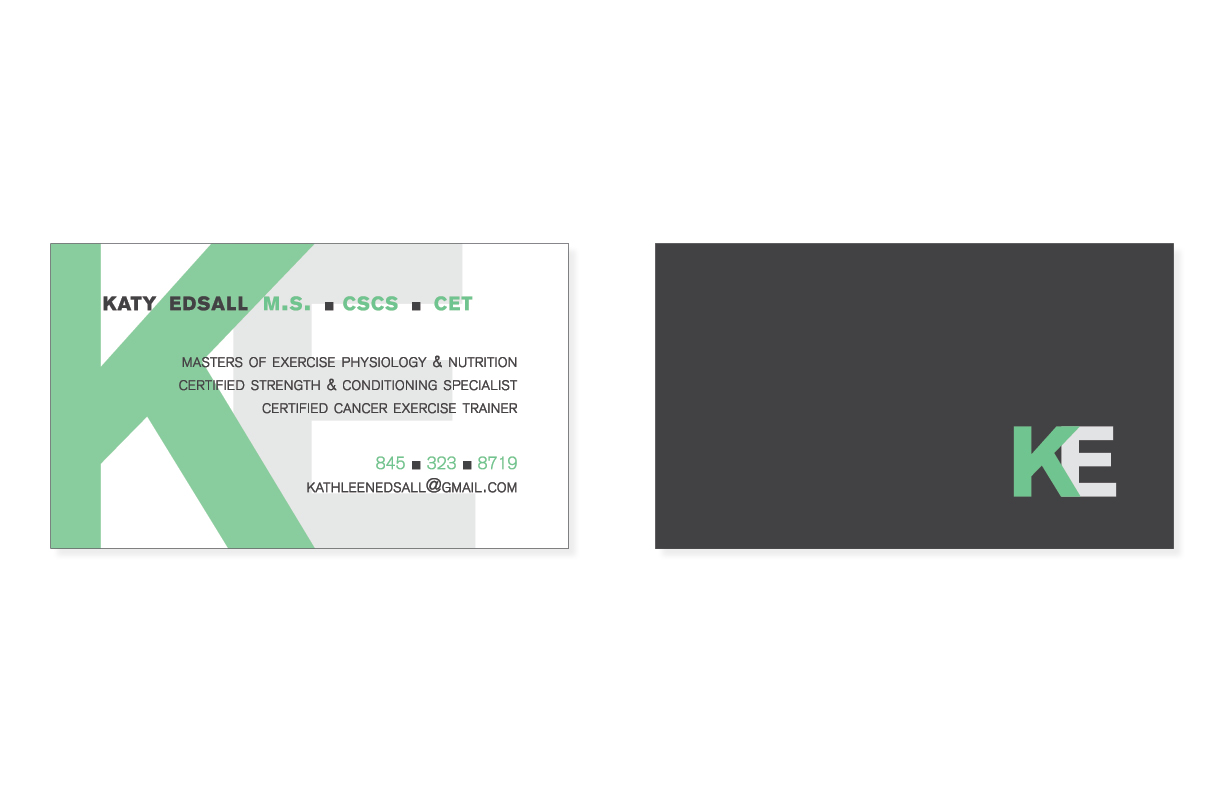 KE
KATY EDSALL M.S. ▪ CSCS ▪ CET
MASTERS OF EXERCISE PHYSIOLOGY & NUTRITION
CERTIFIED STRENGTH & CONDITIONING SPECIALIST
CERTIFIED CANCER EXERCISE TRAINER
845 ▪ 323 ▪ 8719
KATHLEENEDSALL@GMAIL.COM
KE